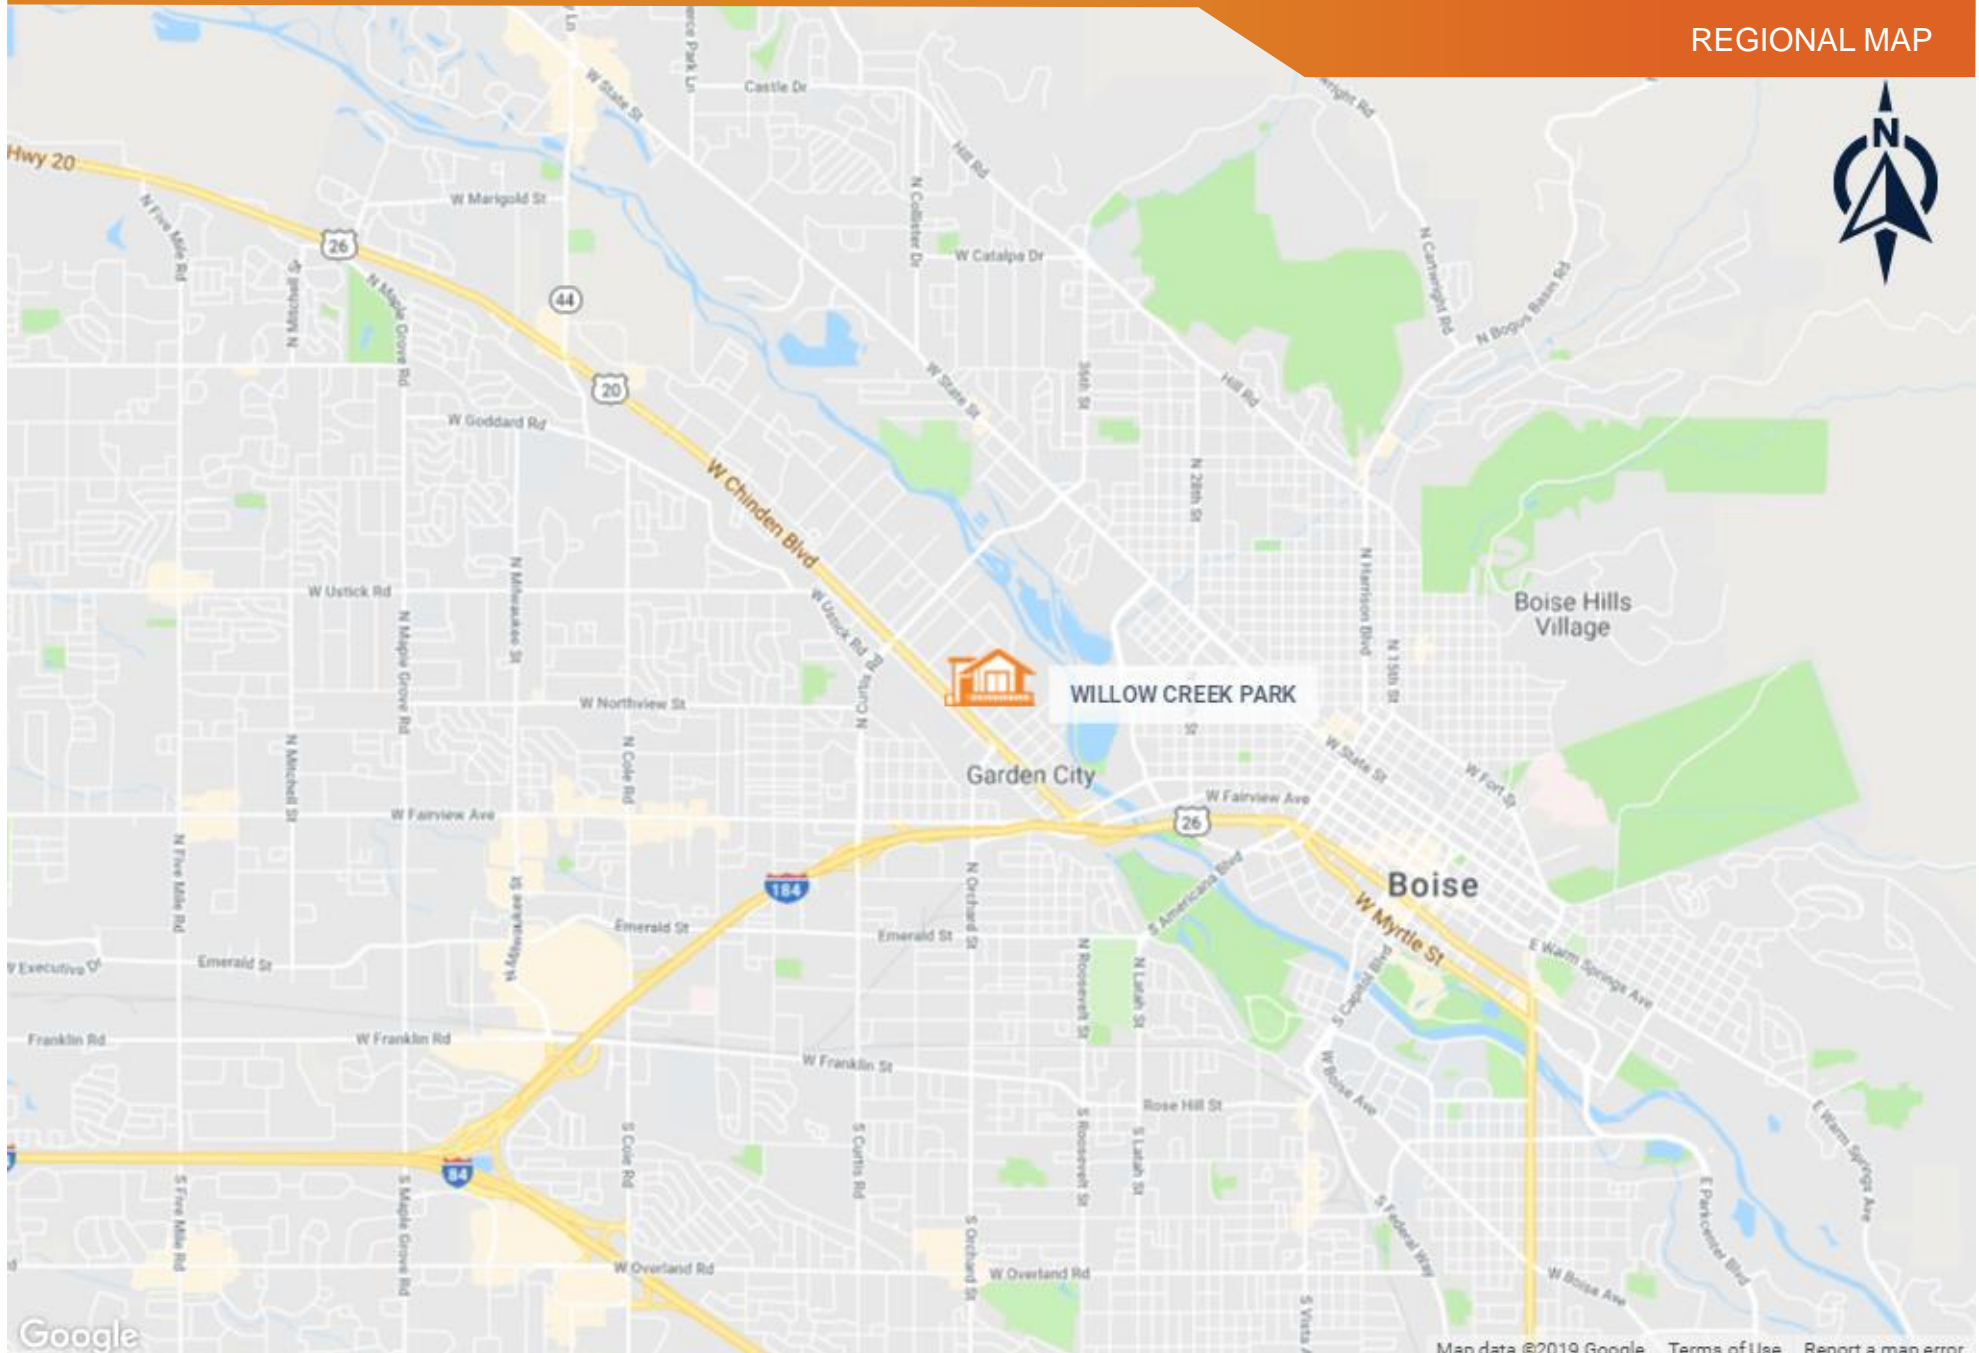 REGIONAL MAP
N
W State St
Castle Dr
Hill Rd
Hwy 20
W Marigold St
N Five Mile Rd
26
N Collister Dr
W Catalpa Dr
N Cartwright Rd
N Bogus Basin Rd
N Mitchell St
N Maple Grove Rd
44
20
W State St
36th St
Hill Rd
W Goddard Rd
W Chinden Blvd
N 28th St
W Ustick Rd
N Milwaukee St
W Ustick Rd
N Harrison Blvd
Boise Hills
Village
N Maple Grove Rd
N Curtis Rd
N 15th St
WILLOW CREEK PARK
W Northview St
St
N Mitchell St
N Cole Rd
Garden City
W State St
W Fort St
W Fairview Ave
W Fairview Ave
26
N Five Mile Rd
184
N Orchard St
S Americana Blvd
Boise
W Myrtle St
N Milwaukee St
Emerald St
Emerald St
Emerald St
W Executive Dr
N Roosevelt St
N Latah St
S Capitol Blvd
E Warm Springs Ave
Franklin Rd
W Franklin Rd
W Franklin St
W Boise Ave
Rose Hill St
84
S Cole Rd
S Curtis Rd
S Roosevelt St
S Latah St
E Warm Springs Ave
S Five Mile Rd
S Maple Grove Rd
S Orchard St
S Federal Way
E Parkcenter Blvd
W Overland Rd
W Overland Rd
W Boise Ave
S Vista
Google
Map data ©2019 Google
Terms of Use
Report a map error